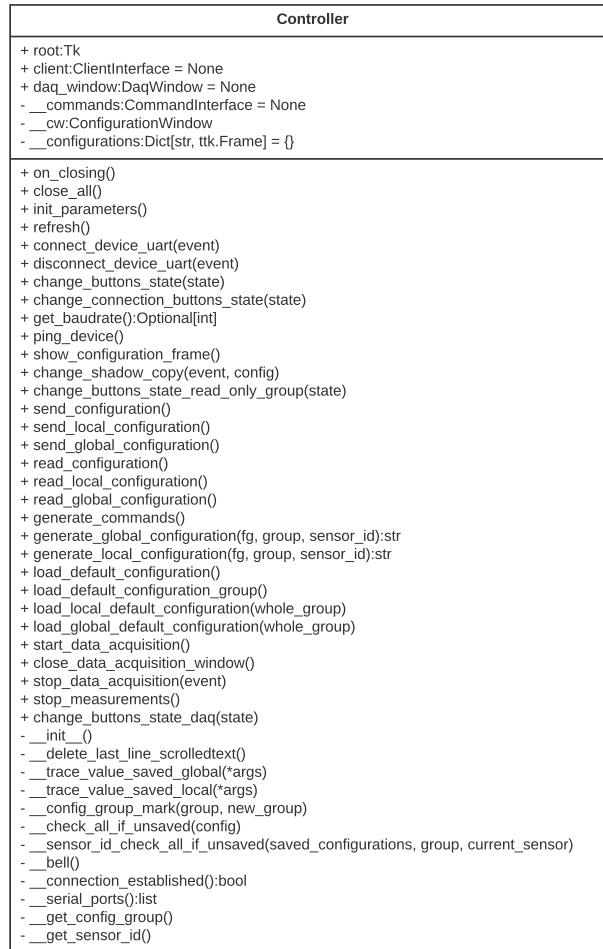 Controller
+ root:Tk
+ client:ClientInterface = None
+ daq_window:DaqWindow = None
- __commands:CommandInterface = None
- __cw:ConfigurationWindow
- __configurations:Dict[str, ttk.Frame] = {}
+ on_closing()
+ close_all()
+ init_parameters()
+ refresh()
+ connect_device_uart(event)
+ disconnect_device_uart(event)
+ change_buttons_state(state)
+ change_connection_buttons_state(state)
+ get_baudrate():Optional[int]
+ ping_device()
+ show_configuration_frame()
+ change_shadow_copy(event, config)
+ change_buttons_state_read_only_group(state)
+ send_configuration()
+ send_local_configuration()
+ send_global_configuration()
+ read_configuration()
+ read_local_configuration()
+ read_global_configuration()
+ generate_commands()
+ generate_global_configuration(fg, group, sensor_id):str
+ generate_local_configuration(fg, group, sensor_id):str
+ load_default_configuration()
+ load_default_configuration_group()
+ load_local_default_configuration(whole_group)
+ load_global_default_configuration(whole_group)
+ start_data_acquisition()
+ close_data_acquisition_window()
+ stop_data_acquisition(event)
+ stop_measurements()
+ change_buttons_state_daq(state)
- __init__()
- __delete_last_line_scrolledtext()
- __trace_value_saved_global(*args)
- __trace_value_saved_local(*args)
- __config_group_mark(group, new_group)
- __check_all_if_unsaved(config)
- __sensor_id_check_all_if_unsaved(saved_configurations, group, current_sensor)
- __bell()
- __connection_established():bool
- __serial_ports():list
- __get_config_group()
- __get_sensor_id()